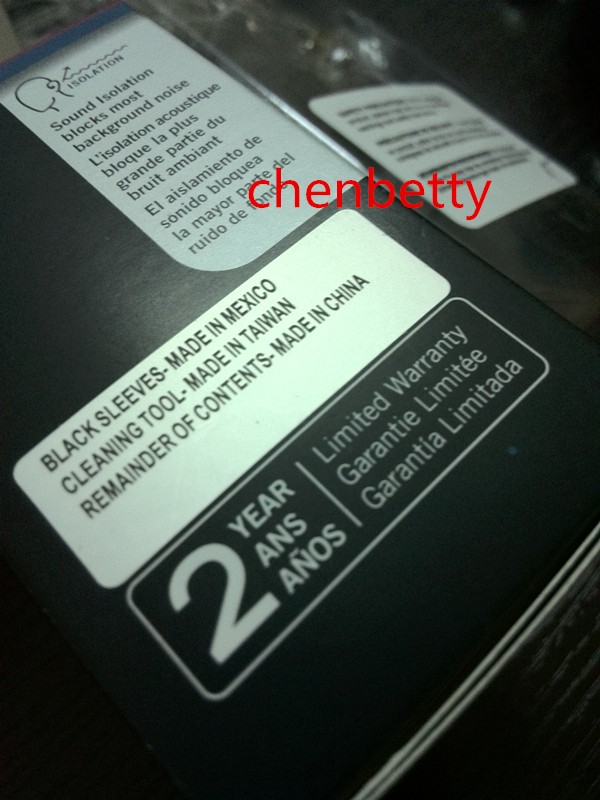 ISOLATION
Sound Isolation
blocks most
background noise
L'isolation acoustique
bloque la plus
grande partie du
bruit ambiant
El aislamiento de
sonido bloquea
la mayor parte del
ruido de fondo
chenbetty
BLACK SLEEVES- MADE IN MEXICO
CLEANING TOOL- MADE IN TAIWAN
REMAINDER OF CONTENTS- MADE IN CHINA
2 YEAR
ANS
AÑOS
Limited Warranty
Garantie Limitée
Garantía Limitada